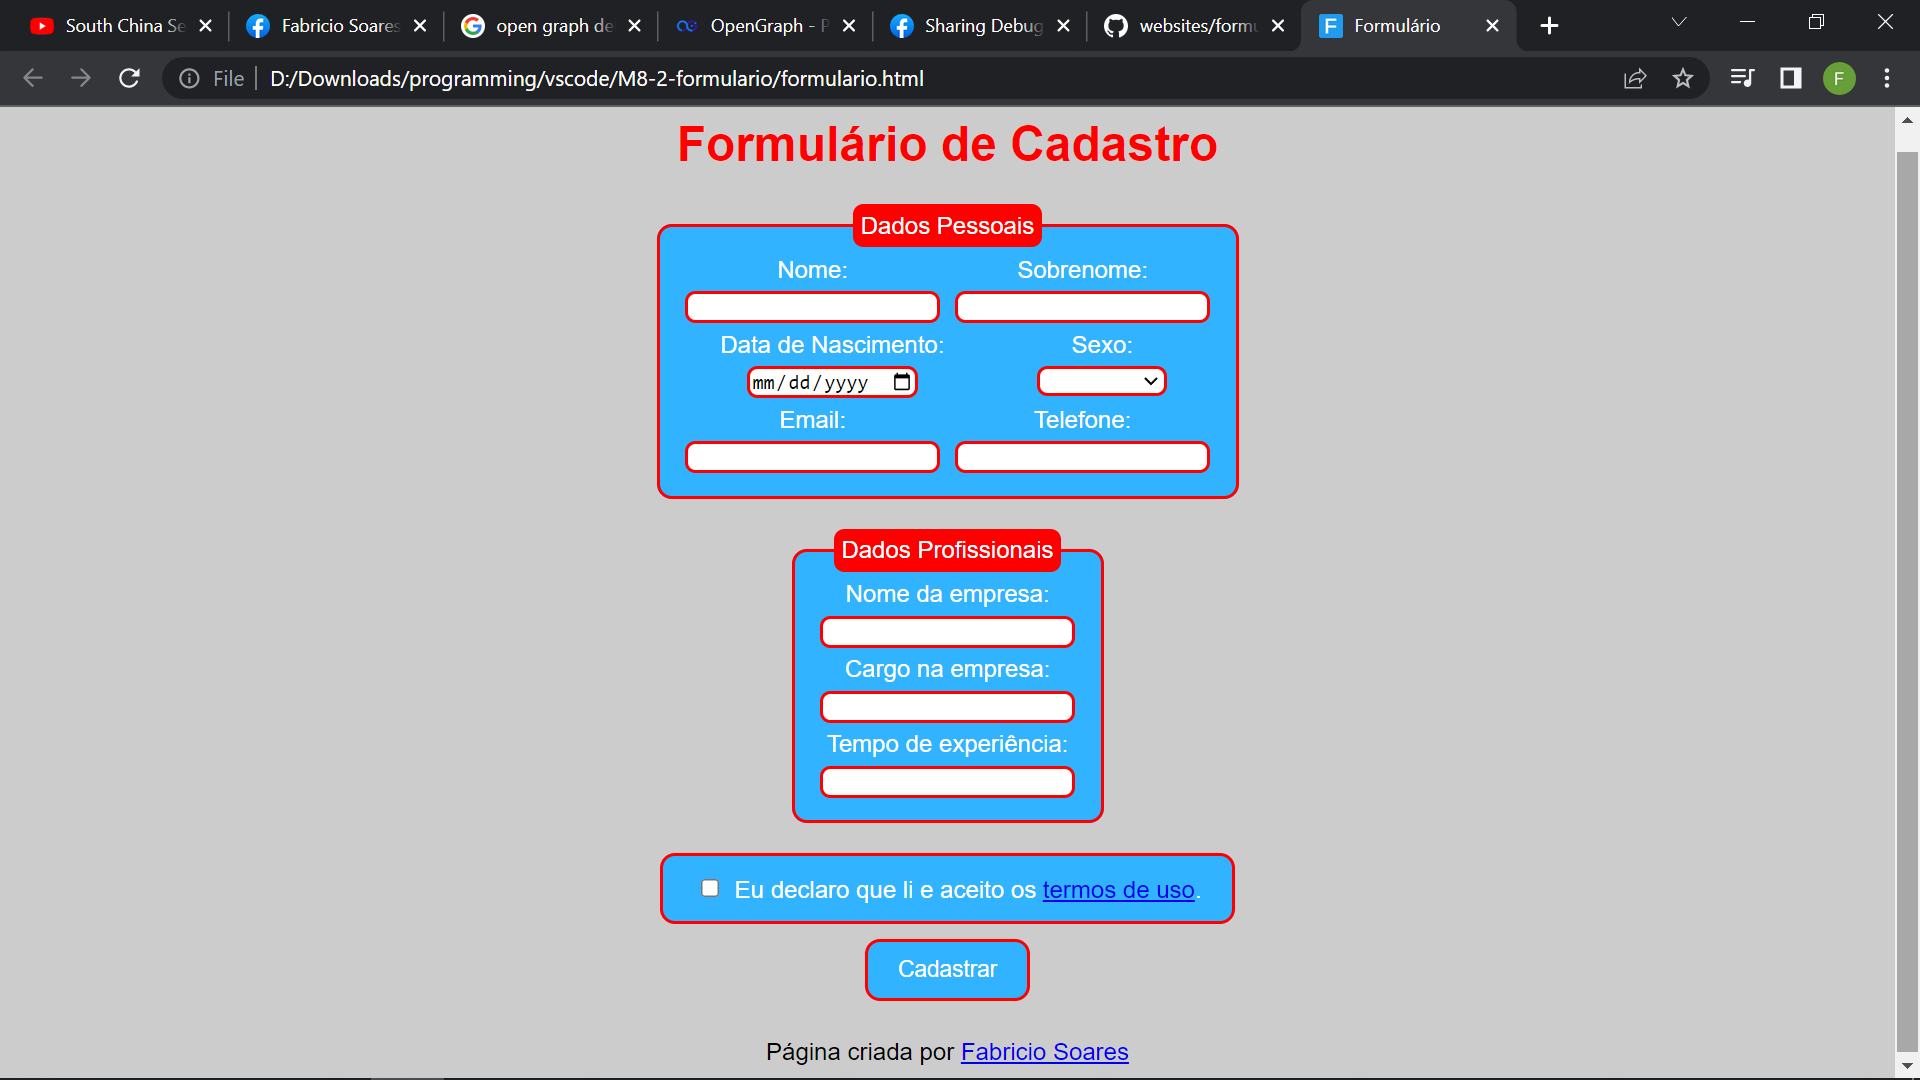 South China Se
Fabricio Soares
open graph de
OpenGraph - P
Sharing Debug
websites/formu
F Formulário
File D:/Downloads/programming/vscode/M8-2-formulario/formulario.html
F
Formulário de Cadastro
Dados Pessoais
Nome: Sobrenome:
Data de Nascimento: Sexo:
mm/dd/yyyy
Email: Telefone:
Dados Profissionais
Nome da empresa:
Cargo na empresa:
Tempo de experiência:
Eu declaro que li e aceito os termos de uso.
Cadastrar
Página criada por Fabricio Soares